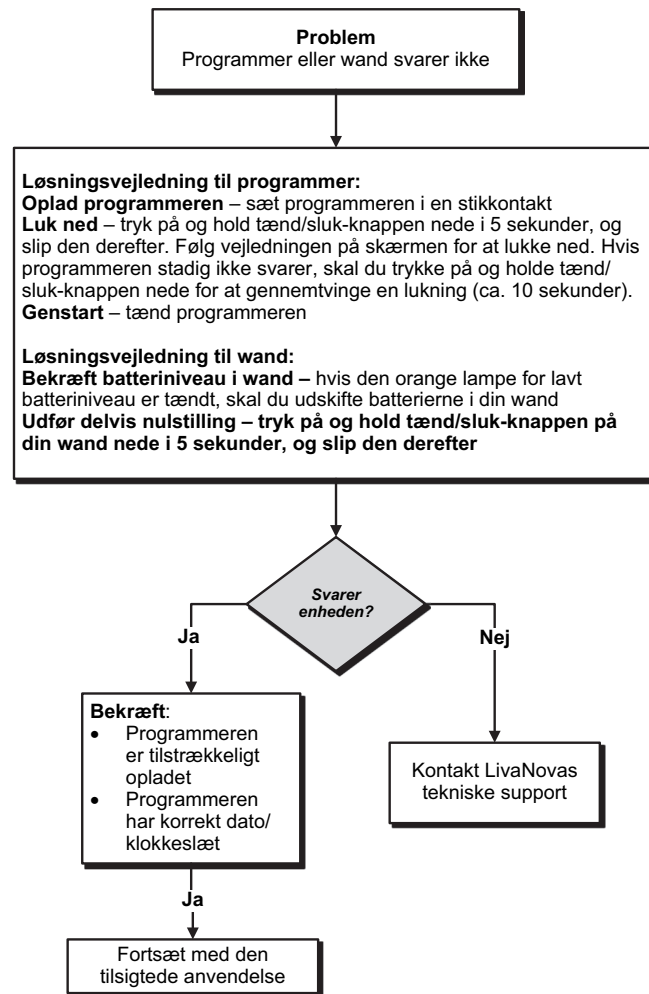 Problem
Programmer eller wand svarer ikke
Løsningsvejledning til programmer:
Oplad programmeren – sæt programmeren i en stikkontakt
Luk ned – tryk på og hold tænd/sluk-knappen nede i 5 sekunder, og
slip den derefter. Følg vejledningen på skærmen for at lukke ned. Hvis
programmeren stadig ikke svarer, skal du trykke på og holde tænd/
sluk-knappen nede for at gennemtvinge en lukning (ca. 10 sekunder).
Genstart – tænd programmeren
Løsningsvejledning til wand:
Bekræft batteriniveau i wand – hvis den orange lampe for lavt
batteriniveau er tændt, skal du udskifte batterierne i din wand
Udfør delvis nulstilling – tryk på og hold tænd/sluk-knappen på
din wand nede i 5 sekunder, og slip den derefter
Svarer
enheden?
Ja
Nej
Bekræft:
• Programmeren
er tilstrækkeligt
opladet
• Programmeren
har korrekt dato/
klokkeslæt
Kontakt LivaNovas
tekniske support
Ja
Fortsæt med den
tilsigtede anvendelse